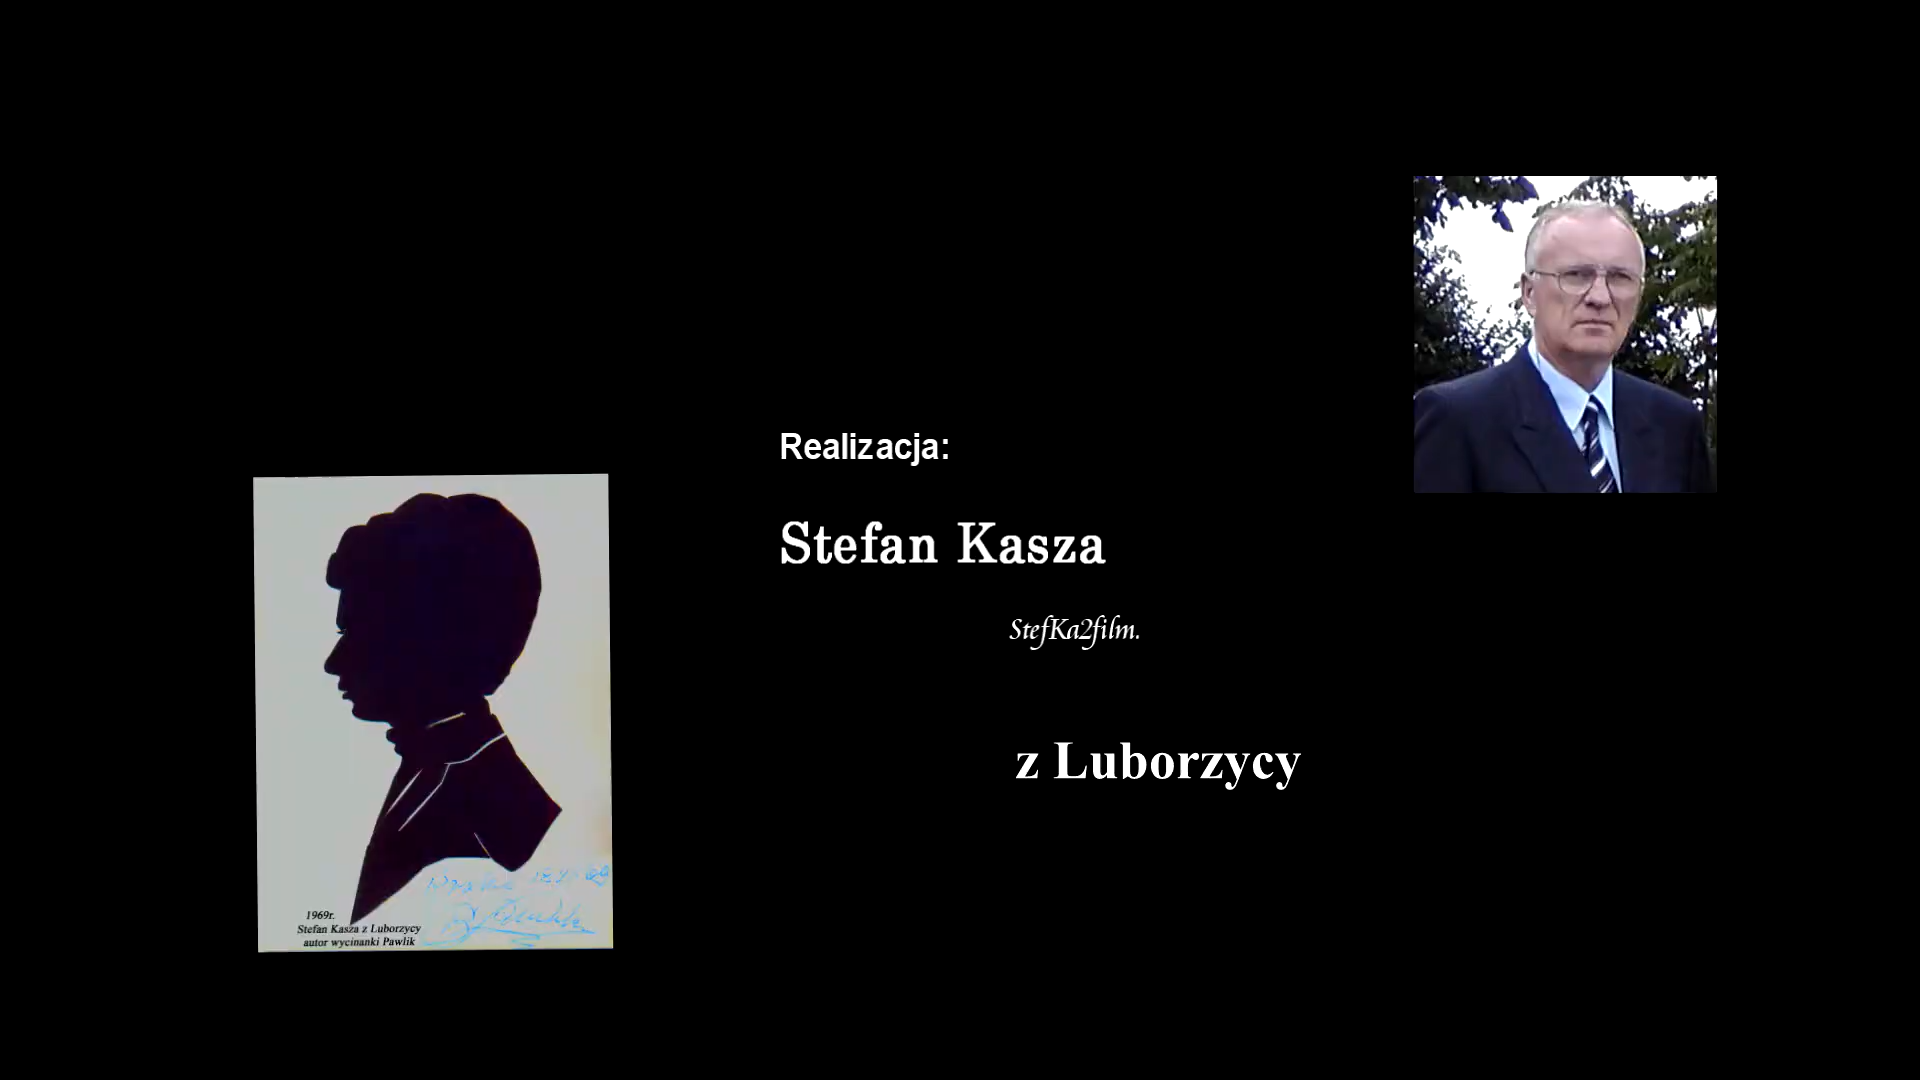 Realizacja:
Stefan Kasza
StefKa2film.
z Luborzycy
1969r.
Stefan Kasza z Luborzycy
autor wycinanki Pawlik